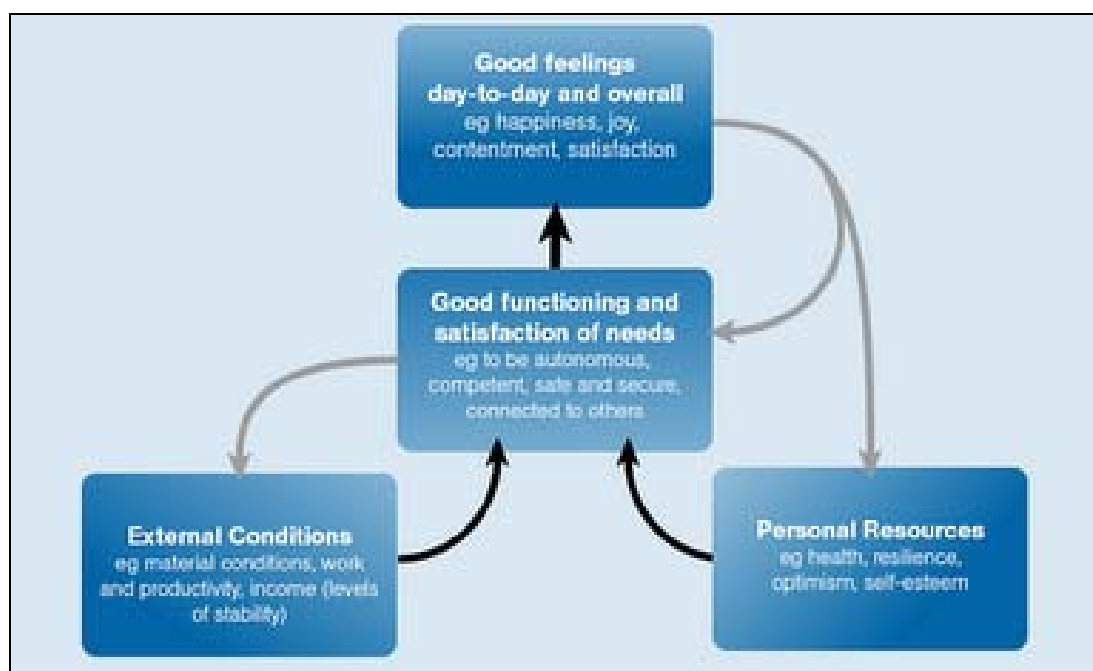 Good feelings
day-to-day and overall
eg happiness, joy,
contentment, satisfaction
Good functioning and
satisfaction of needs
eg to be autonomous,
competent, safe and secure,
connected to others
External Conditions
eg material conditions, work
and productivity, income (levels
of stability)
Personal Resources
eg health, resilience,
optimism, self-esteem